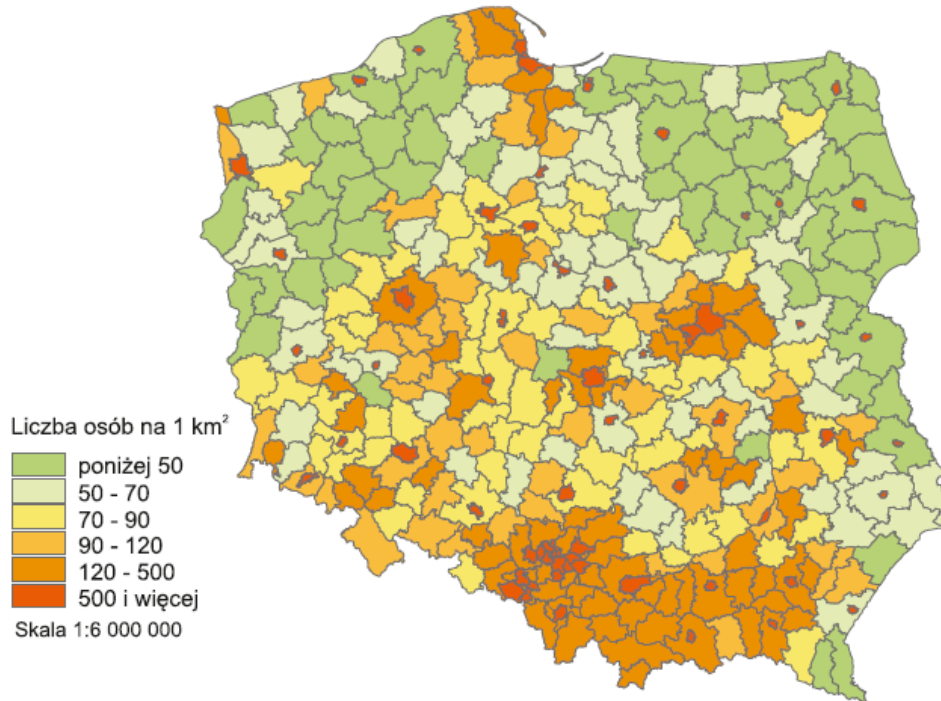 Liczba osób na 1 km²
poniżej 50
50 - 70
70 - 90
90 - 120
120 - 500
500 i więcej
Skala 1:6 000 000